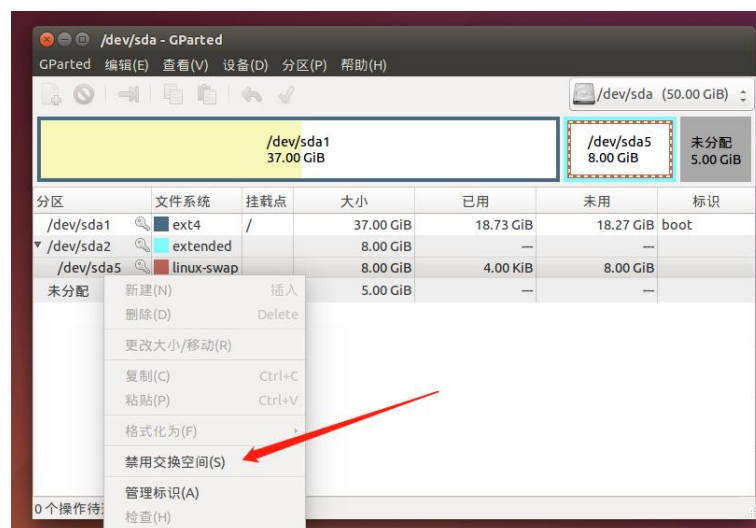 /dev/sda - GParted
GParted 编辑(E) 查看(V) 设备(D) 分区(P) 帮助(H)
/dev/sda (50.00 GiB)
/dev/sda1
37.00 GiB
/dev/sda5
8.00 GiB
未分配
5.00 GiB
分区 文件系统 挂载点 大小 已用 未用 标识
/dev/sda1 ext4 / 37.00 GiB 18.73 GiB 18.27 GiB boot
/dev/sda2 extended 8.00 GiB — —
/dev/sda5 linux-swap 8.00 GiB 4.00 KiB 8.00 GiB
未分配 5.00 GiB — —
新建(N) 插入
删除(D) Delete
更改大小/移动(R)
复制(C) Ctrl+C
粘贴(P) Ctrl+V
格式化为(F)
禁用交换空间(S)
管理标识(A)
检查(H)
0 个操作待